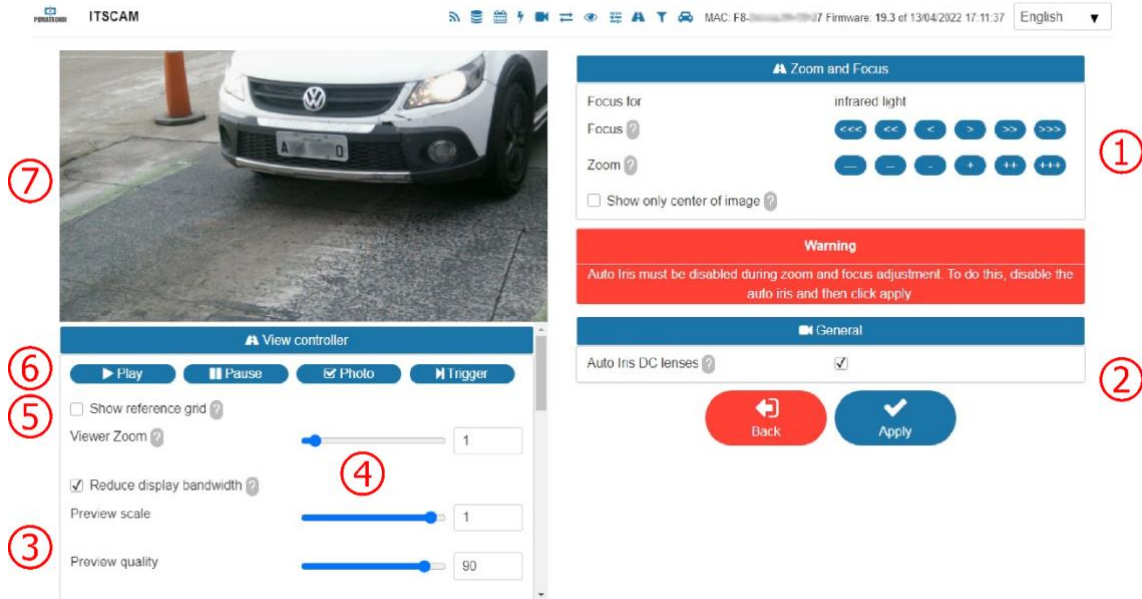 PUMATRONIX
ITSCAM
MAC: F8- 7 Firmware: 19.3 of 13/04/2022 17:11:37
English
A 0
7
View controller
6
Play
Pause
Photo
Trigger
5
Show reference grid ?
Viewer Zoom ?
1
4
Reduce display bandwidth ?
Preview scale
1
3
Preview quality
90
Zoom and Focus
Focus for
infrared light
Focus ?
<<<
<<
<
>
>>
>>>
1
Zoom ?
---
--
-
+
++
+++
Show only center of image ?
Warning
Auto Iris must be disabled during zoom and focus adjustment. To do this, disable the
auto iris and then click apply
General
Auto Iris DC lenses ?
2
Back
Apply